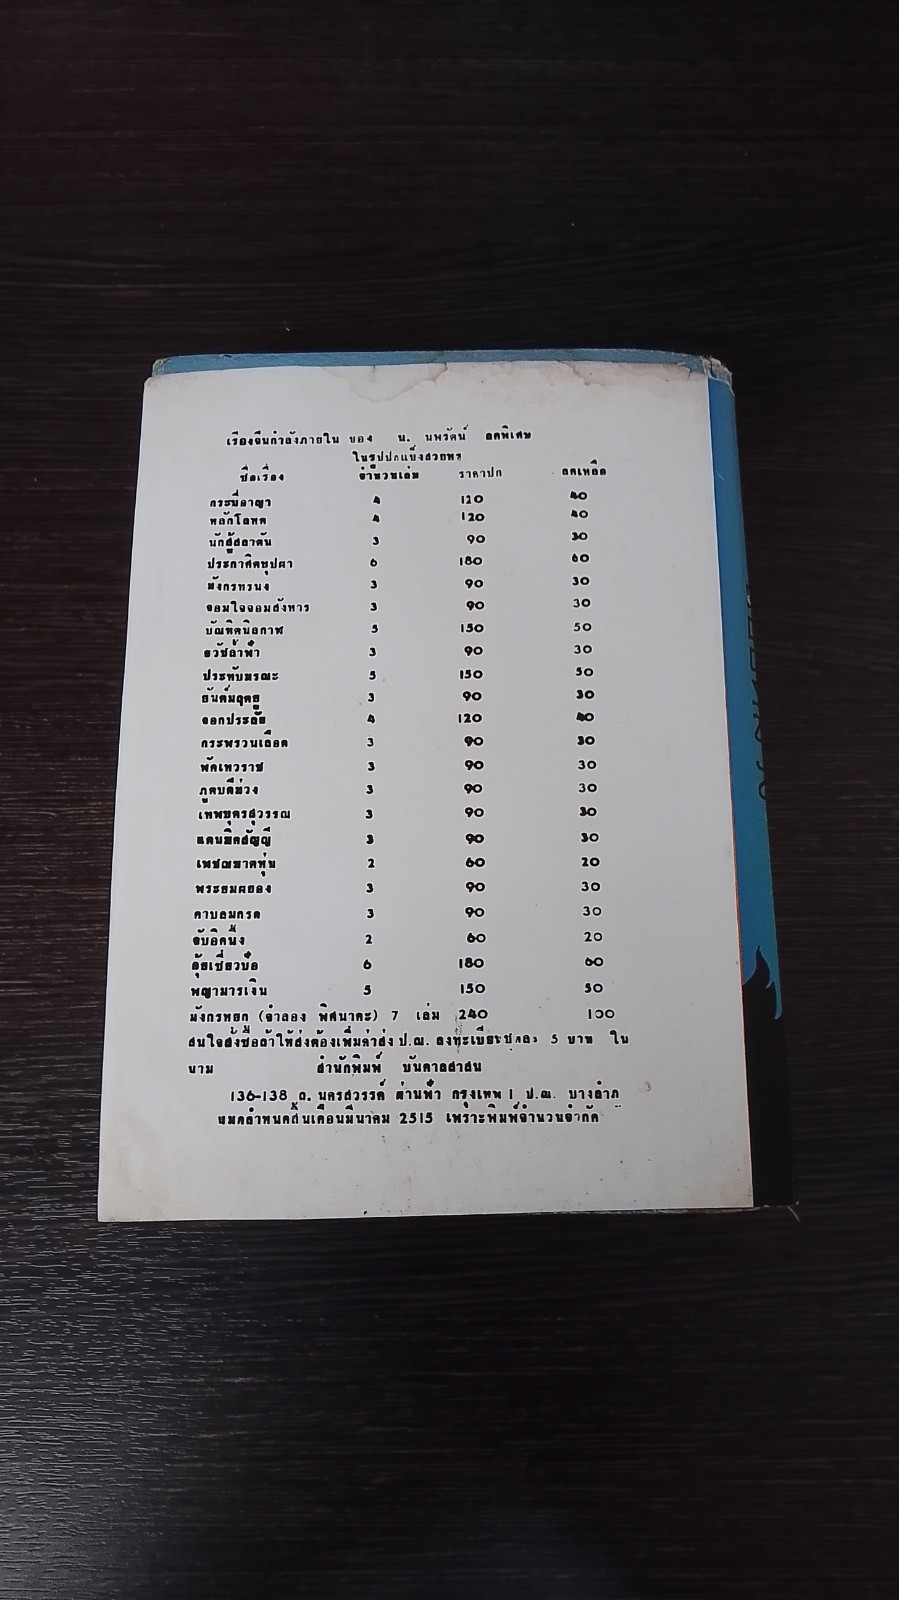 เรื่องจีนกำลังภายใน ของ น. นพรัตน์ ลดพิเศษ
ในรูปปกแข็งสวยหรู
ชื่อเรื่อง จำนวนเล่ม ราคาปก ลดเหลือ
กระบี่อาญา 4 120 40
หลักโลหต 4 120 40
นักสู้สลาตัน 3 90 30
ประกาศิตชุปผา 6 180 60
มังกรทรนง 3 90 30
จอมใจจอมสังหาร 3 90 30
บัณฑิตนิลกาฬ 5 150 50
ธวัชล้ำฟ้า 3 90 30
ประทับมรณะ 5 150 50
ยันต์มฤตยู 3 90 30
จอกประลัย 4 120 40
กระพรวนเลือด 3 90 30
พัดเทวราช 3 90 30
ภูตบดีม่วง 3 90 30
เทพบุตรสุวรรณ 3 90 30
แดนมิคสัญญี 3 90 30
เพชฌฆาตหุ่น 2 60 20
พระยมผยอง 3 90 30
ดาบอมกรด 3 90 30
จับอิดนึ้ง 2 60 20
อุ้ยเซี่ยวป้อ 6 180 60
พญามารเงิน 5 150 50
มังกรหยก (จำลอง พิศนาคะ) 7 เล่ม 240 100
สนใจสั่งซื้อถ้าให้ส่งต้องเพิ่มค่าส่ง ป.ณ. ลงทะเบียนชุดละ 5 บาท ใน
นาม สำนักพิมพ์ บันดาลสาส์น
136-138 ถ. นครสวรรค์ ผ่านฟ้า กรุงเทพ 1 ป.ณ. บางลำภู
หมดกำหนดสิ้นเดือนมีนาคม 2515 เพราะพิมพ์จำนวนจำกัด